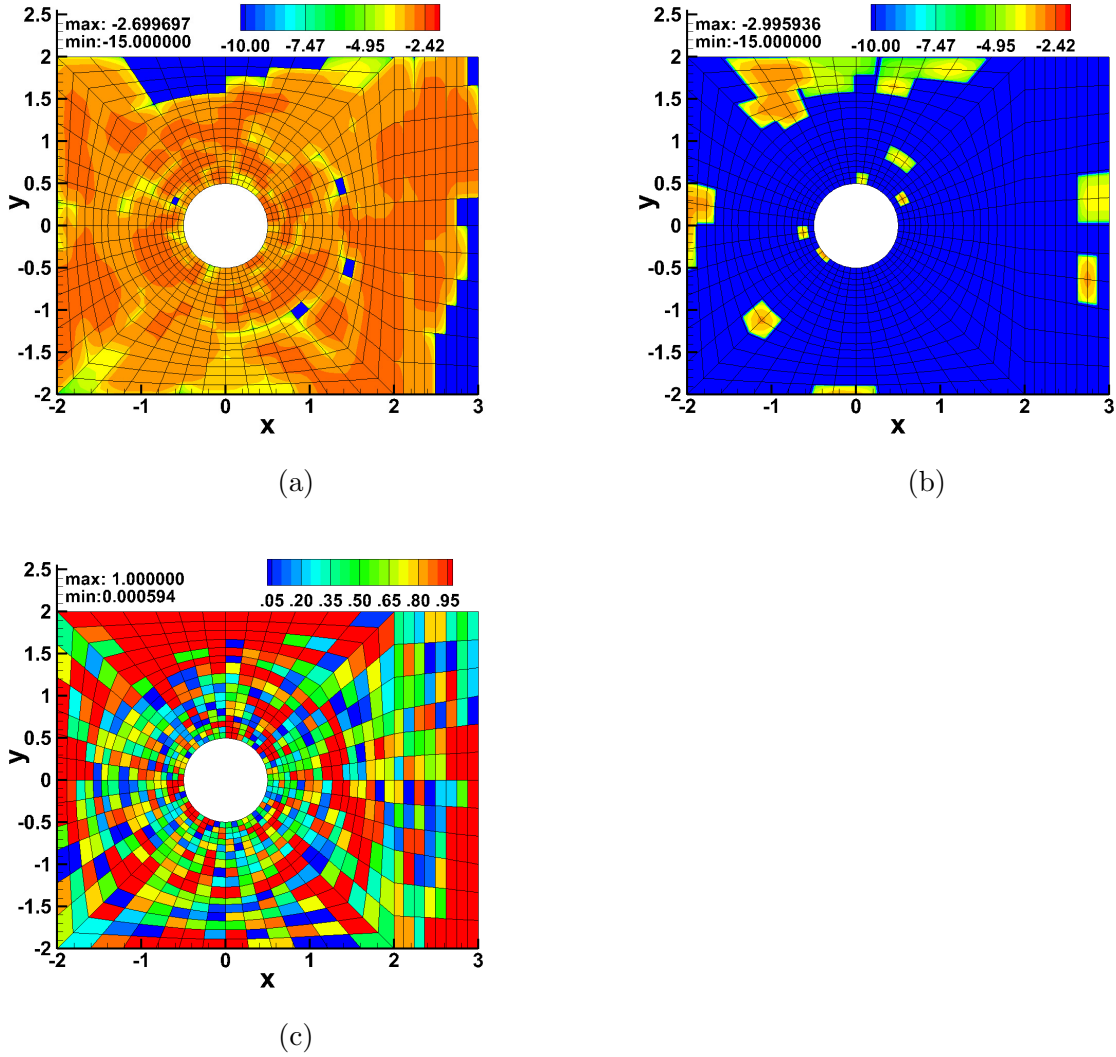 2.5
max: -2.699697
min:-15.000000
-10.00 -7.47 -4.95 -2.42
2
1.5
1
0.5
y
0
-0.5
-1
-1.5
-2
-2 -1 0 1 2 3
x
(a)
2.5
max: -2.995936
min:-15.000000
-10.00 -7.47 -4.95 -2.42
2
1.5
1
0.5
y
0
-0.5
-1
-1.5
-2
-2 -1 0 1 2 3
x
(b)
2.5
max: 1.000000
min:0.000594
.05 .20 .35 .50 .65 .80 .95
2
1.5
1
0.5
y
0
-0.5
-1
-1.5
-2
-2 -1 0 1 2 3
x
(c)